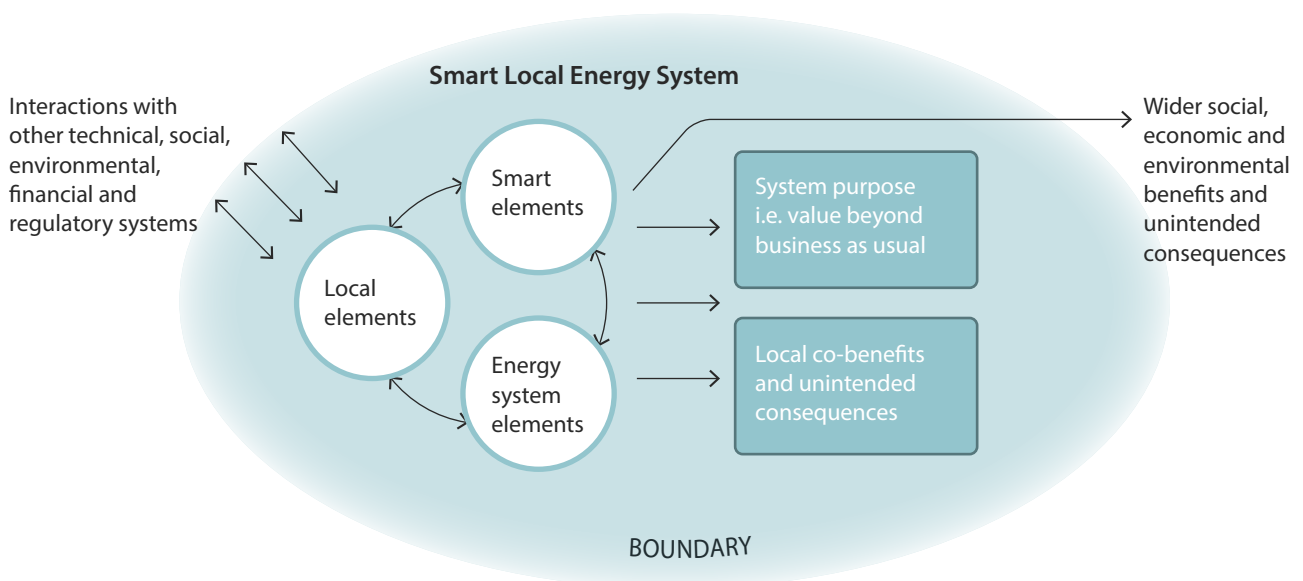 Smart Local Energy System
Interactions with
other technical, social,
environmental,
financial and
regulatory systems
Local
elements
Smart
elements
Energy
system
elements
System purpose
i.e. value beyond
business as usual
Local co-benefits
and unintended
consequences
Wider social,
economic and
environmental
benefits and
unintended
consequences
BOUNDARY